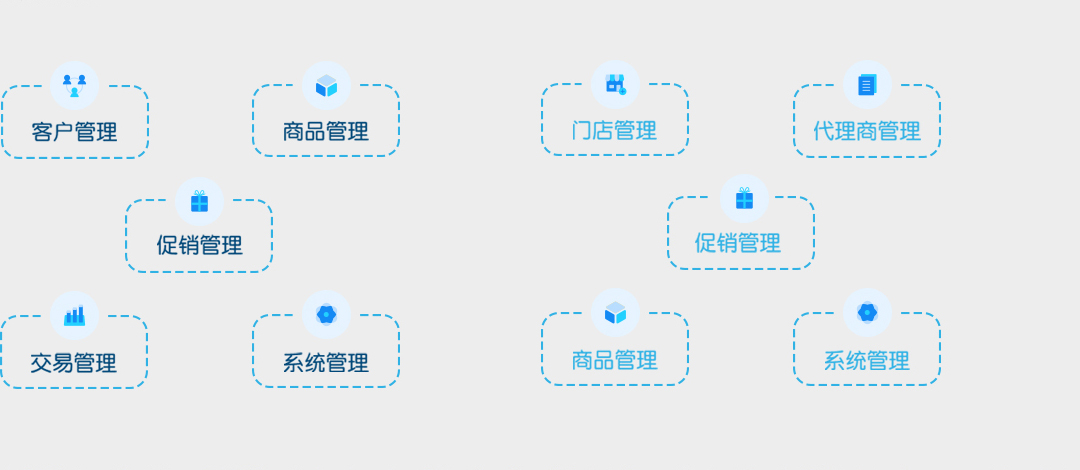 客户管理
商品管理
促销管理
交易管理
系统管理
门店管理
代理商管理
促销管理
商品管理
系统管理